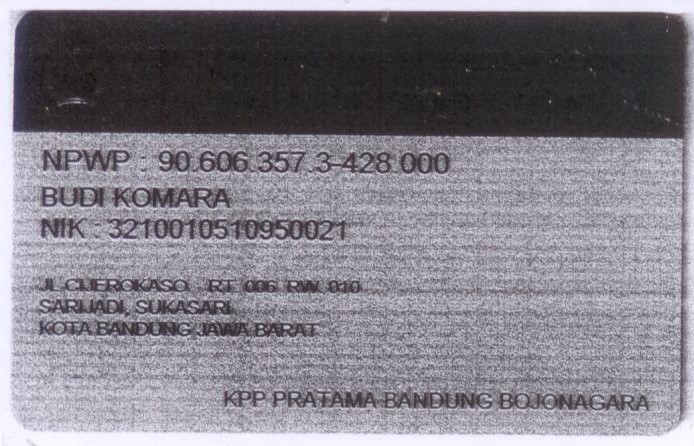 NPWP : 90.606.357.3-428.000
BUDI KOMARA
NIK : 3210010510950021
JL CIJEROKASO RT. 006 RW. 010
SARIJADI, SUKASARI
KOTA BANDUNG JAWA BARAT
KPP PRATAMA BANDUNG BOJONAGARA